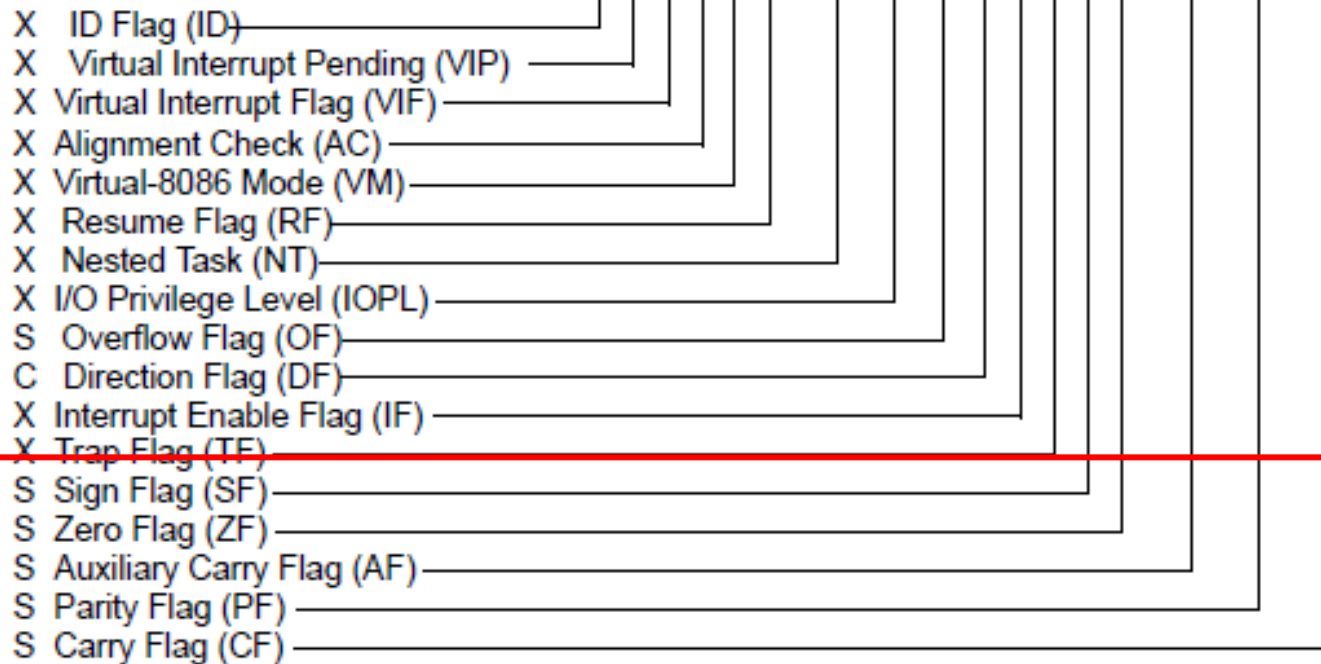 X ID Flag (ID)
X Virtual Interrupt Pending (VIP)
X Virtual Interrupt Flag (VIF)
X Alignment Check (AC)
X Virtual-8086 Mode (VM)
X Resume Flag (RF)
X Nested Task (NT)
X I/O Privilege Level (IOPL)
S Overflow Flag (OF)
C Direction Flag (DF)
X Interrupt Enable Flag (IF)
X Trap Flag (TF)
S Sign Flag (SF)
S Zero Flag (ZF)
S Auxiliary Carry Flag (AF)
S Parity Flag (PF)
S Carry Flag (CF)